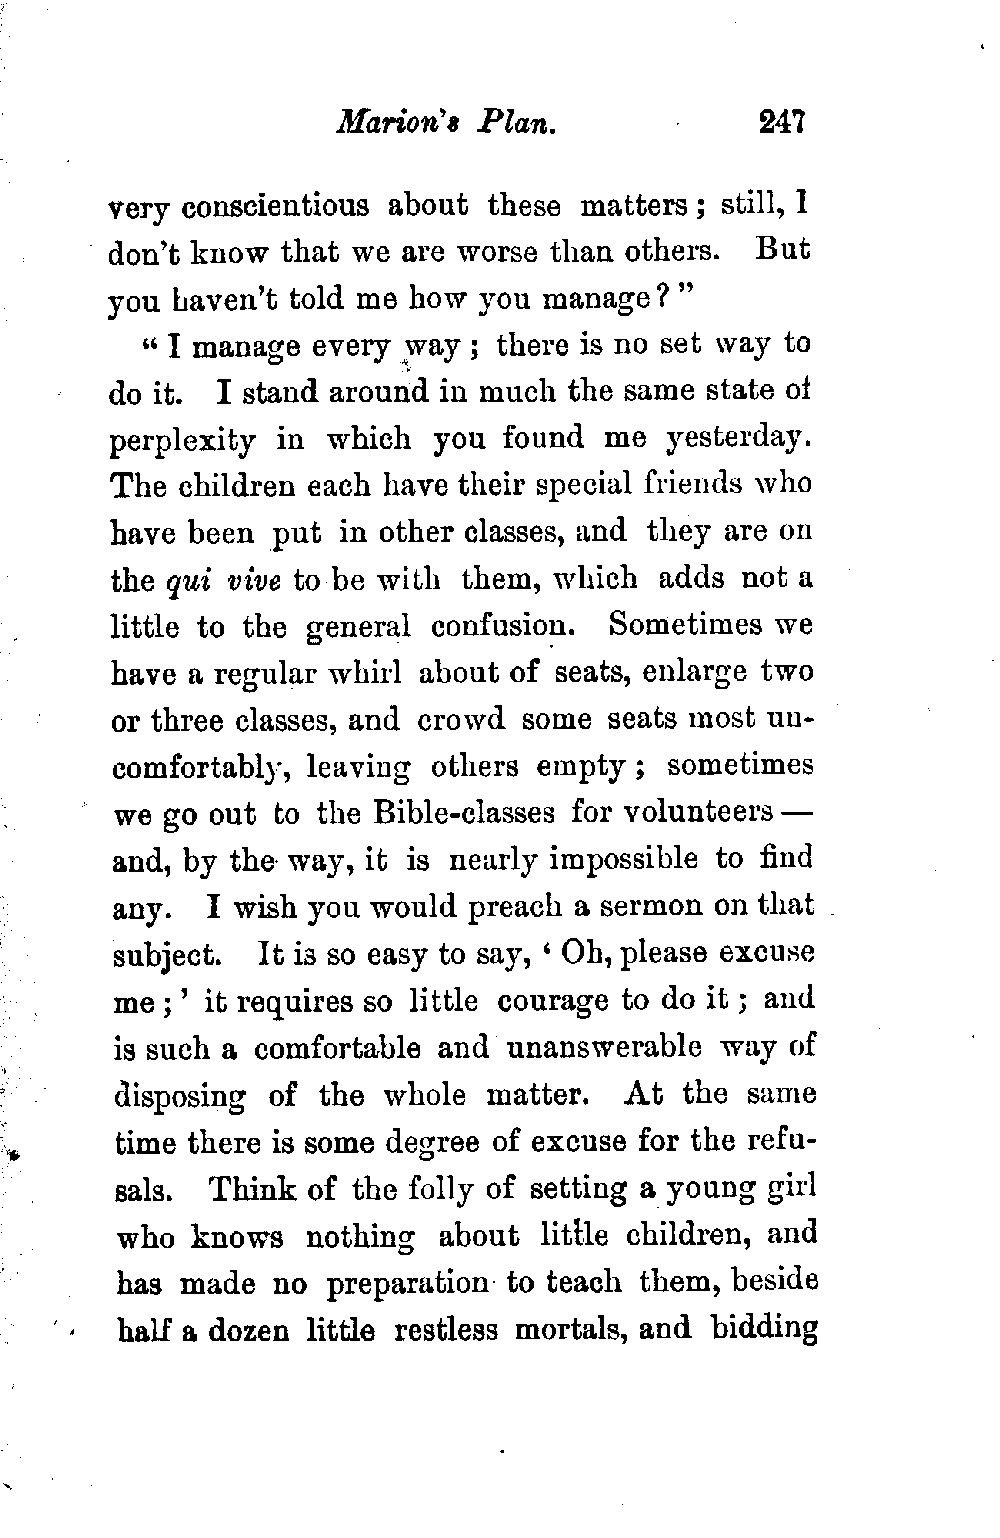 Marion's Plan. 247
very conscientious about these matters; still, I
don't know that we are worse than others. But
you haven't told me how you manage?"
"I manage every way; there is no set way to
do it. I stand around in much the same state of
perplexity in which you found me yesterday.
The children each have their special friends who
have been put in other classes, and they are on
the qui vive to be with them, which adds not a
little to the general confusion. Sometimes we
have a regular whirl about of seats, enlarge two
or three classes, and crowd some seats most un-
comfortably, leaving others empty; sometimes
we go out to the Bible-classes for volunteers —
and, by the way, it is nearly impossible to find
any. I wish you would preach a sermon on that
subject. It is so easy to say, 'Oh, please excuse
me;' it requires so little courage to do it; and
is such a comfortable and unanswerable way of
disposing of the whole matter. At the same
time there is some degree of excuse for the refu-
sals. Think of the folly of setting a young girl
who knows nothing about little children, and
has made no preparation to teach them, beside
half a dozen little restless mortals, and bidding